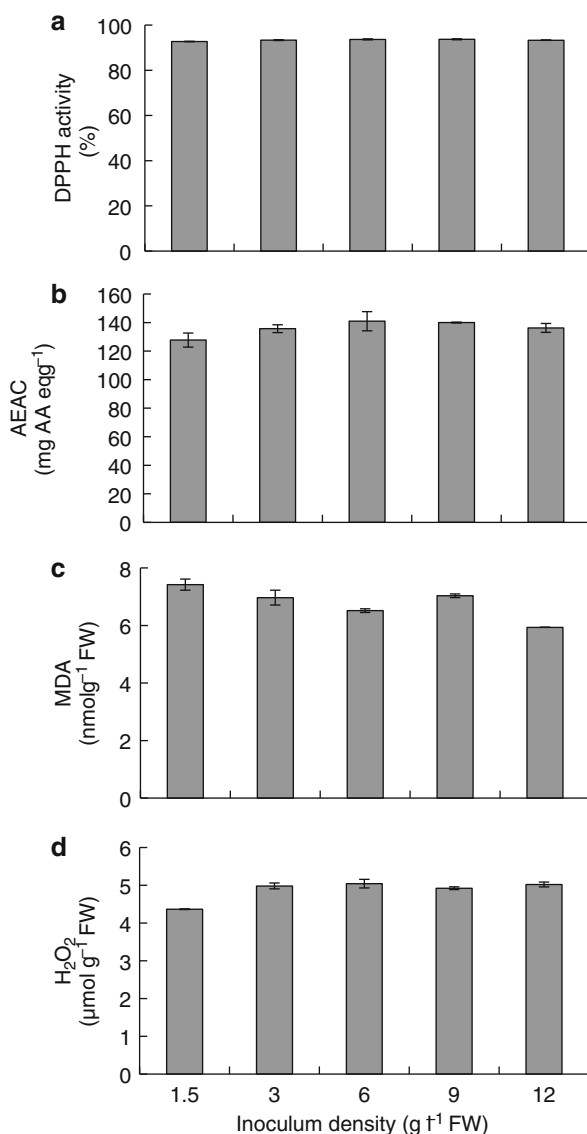 a
DPPH activity
(%)
100
80
60
40
20
0
b
AEAC
(mg AA eqg⁻¹)
160
140
120
100
80
60
40
20
0
c
MDA
(nmolg⁻¹ FW)
8
6
4
2
0
d
H₂O₂
(μmol g⁻¹ FW)
6
5
4
3
2
1
0
1.5 3 6 9 12
Inoculum density (g †¹ FW)